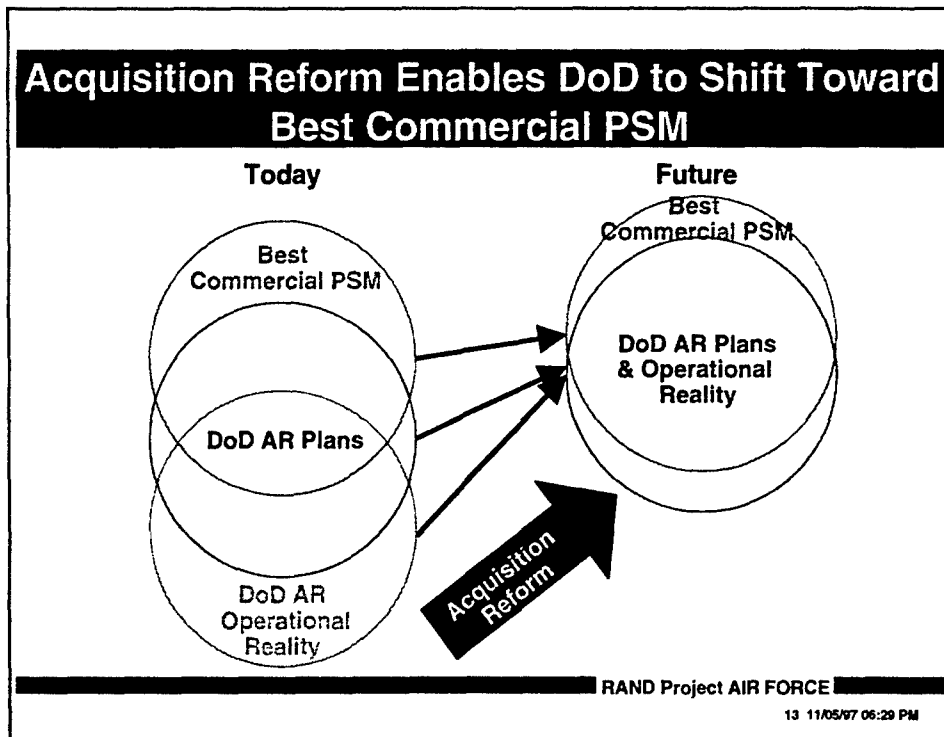 Acquisition Reform Enables DoD to Shift Toward
Best Commercial PSM
Today
Best
Commercial PSM
DoD AR Plans
DoD AR
Operational
Reality
Future
Best
Commercial PSM
DoD AR Plans
& Operational
Reality
Acquisition
Reform
RAND Project AIR FORCE
13 11/05/97 06:29 PM